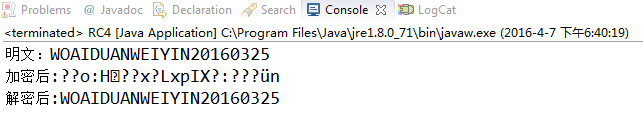 Problems @ Javadoc Declaration Search Console LogCat
<terminated> RC4 [Java Application] C:\Program Files\Java\jre1.8.0_71\bin\javaw.exe (2016-4-7 下午6:40:19)
明文：WOAIDUANWEIYIN20160325
加密后:??o:H??x?LxpIX?:???ün
解密后:WOAIDUANWEIYIN20160325